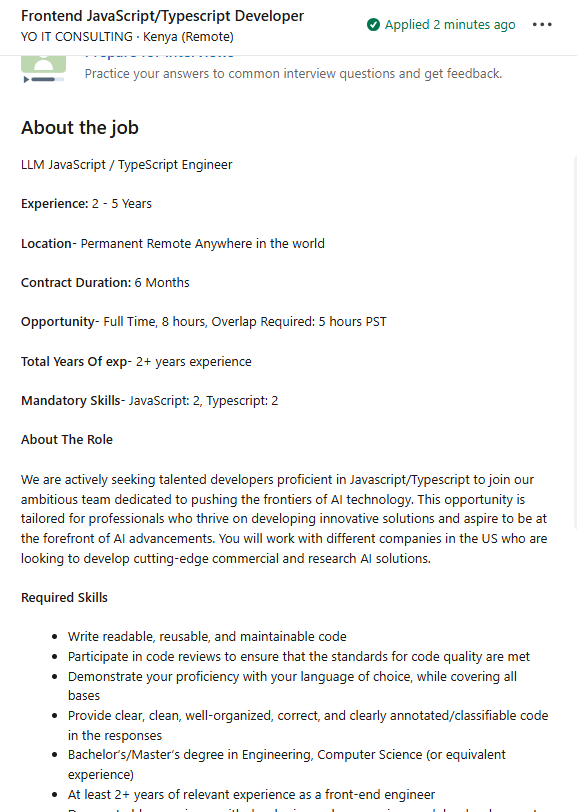 Frontend JavaScript/Typescript Developer
YO IT CONSULTING · Kenya (Remote)
Applied 2 minutes ago
Practice your answers to common interview questions and get feedback.
About the job
LLM JavaScript / TypeScript Engineer
Experience: 2 - 5 Years
Location- Permanent Remote Anywhere in the world
Contract Duration: 6 Months
Opportunity- Full Time, 8 hours, Overlap Required: 5 hours PST
Total Years Of exp- 2+ years experience
Mandatory Skills- JavaScript: 2, Typescript: 2
About The Role
We are actively seeking talented developers proficient in Javascript/Typescript to join our
ambitious team dedicated to pushing the frontiers of AI technology. This opportunity is
tailored for professionals who thrive on developing innovative solutions and aspire to be at
the forefront of AI advancements. You will work with different companies in the US who are
looking to develop cutting-edge commercial and research AI solutions.
Required Skills
• Write readable, reusable, and maintainable code
• Participate in code reviews to ensure that the standards for code quality are met
• Demonstrate your proficiency with your language of choice, while covering all
bases
• Provide clear, clean, well-organized, correct, and clearly annotated/classifiable code
in the responses
• Bachelor’s/Master’s degree in Engineering, Computer Science (or equivalent
experience)
• At least 2+ years of relevant experience as a front-end engineer